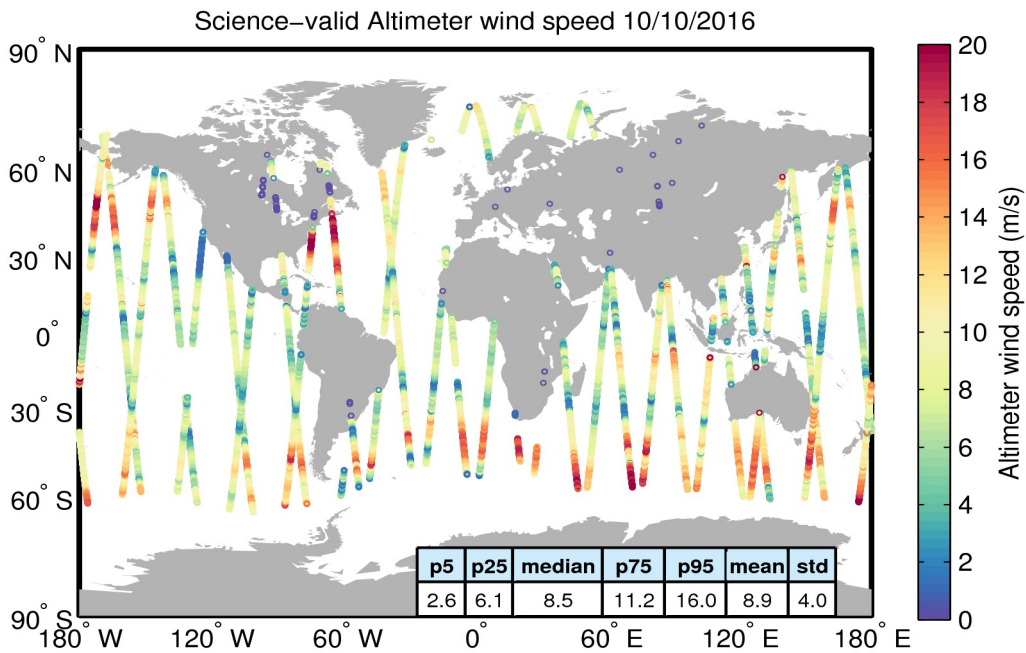 Science−valid Altimeter wind speed 10/10/2016
90° N
60° N
30° N
0°
30° S
60° S
90° S
180° W
120° W
60° W
0°
60° E
120° E
180° E
p5 p25 median p75 p95 mean std
2.6 6.1 8.5 11.2 16.0 8.9 4.0
20
18
16
14
12
10
8
6
4
2
0
Altimeter wind speed (m/s)